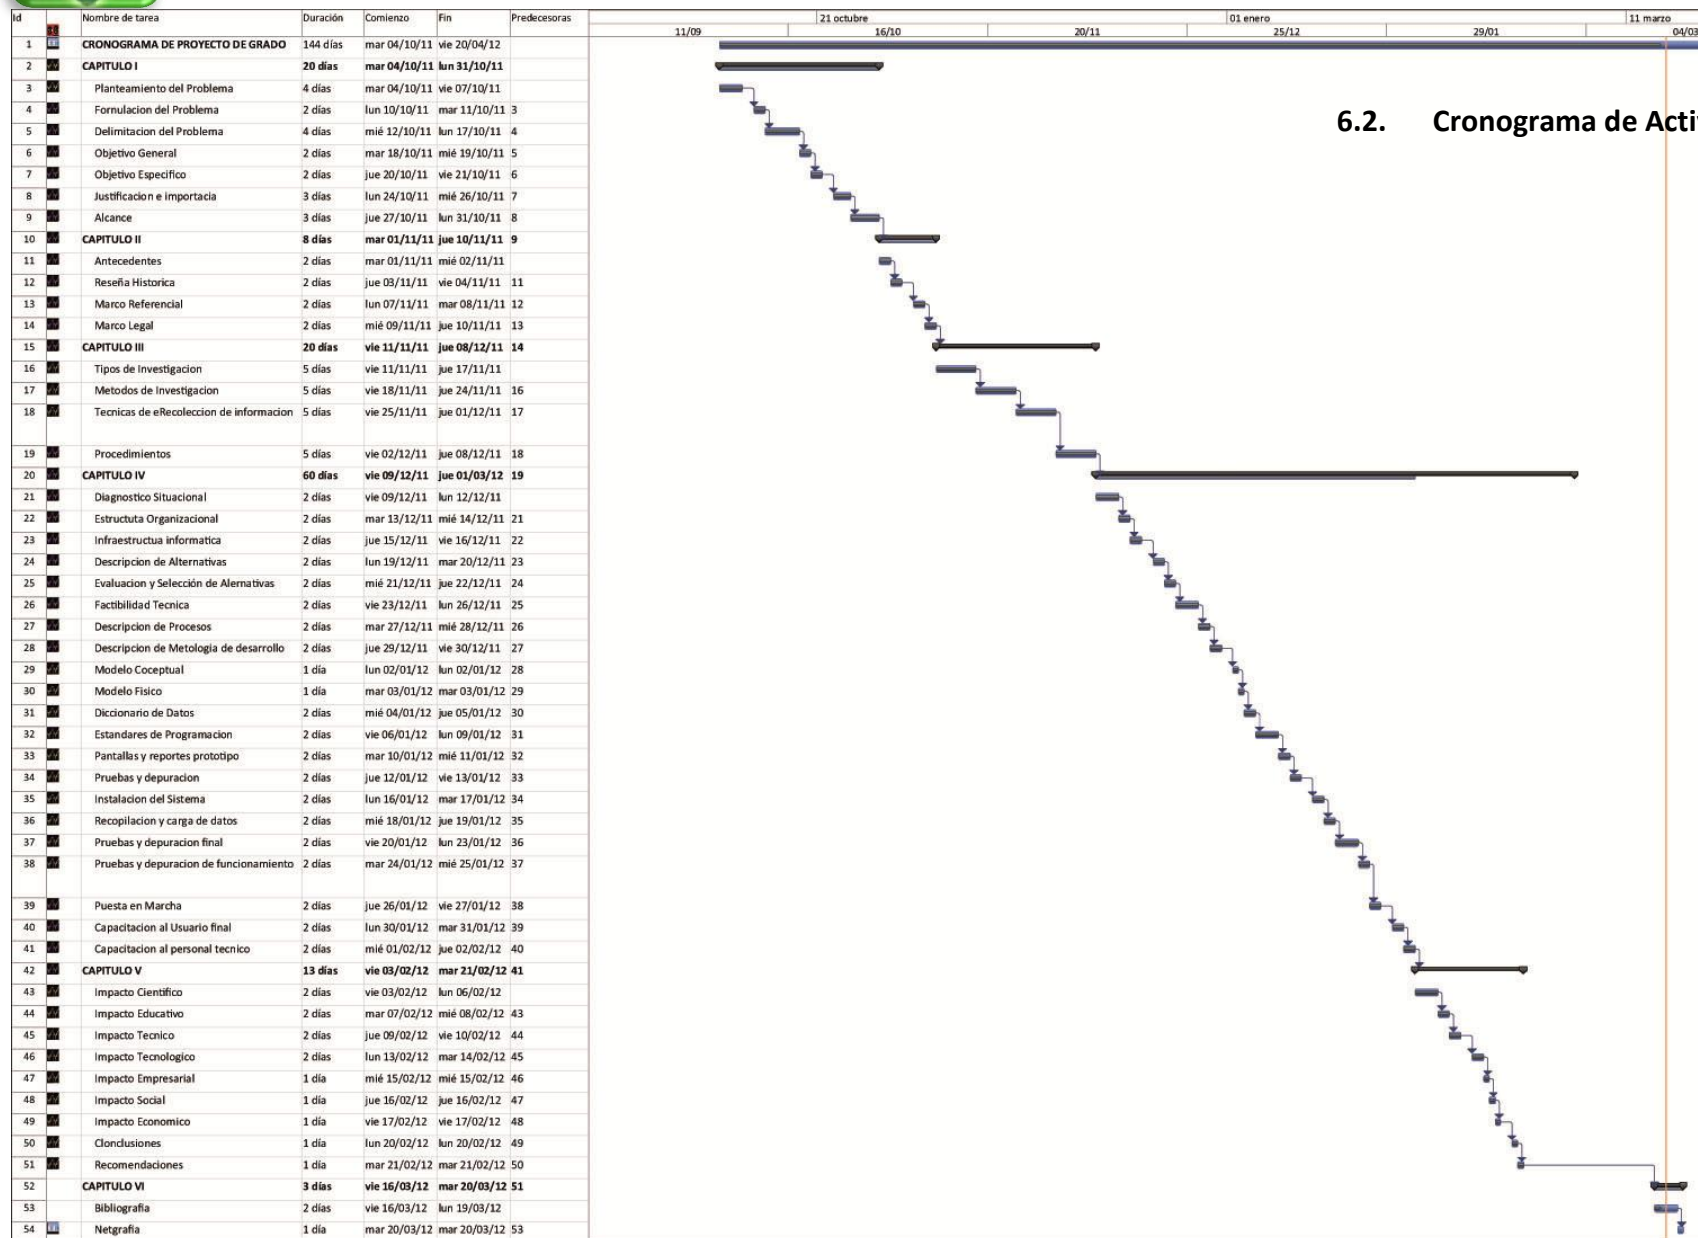 Id Nombre de tarea Duración Comienzo Fin Predecesoras 21 octubre 01 enero 11 marzo
11/09 16/10 20/11 25/12 29/01 04/03
1 CRONOGRAMA DE PROYECTO DE GRADO 144 días mar 04/10/11 vie 20/04/12
2 CAPITULO I 20 días mar 04/10/11 lun 31/10/11
3 Planteamiento del Problema 4 días mar 04/10/11 vie 07/10/11
4 Fornulacion del Problema 2 días lun 10/10/11 mar 11/10/11 3
6.2. Cronograma de Acti
5 Delimitacion del Problema 4 días mié 12/10/11 lun 17/10/11 4
6 Objetivo General 2 días mar 18/10/11 mié 19/10/11 5
7 Objetivo Especifico 2 días jue 20/10/11 vie 21/10/11 6
8 Justificacion e importacia 3 días lun 24/10/11 mié 26/10/11 7
9 Alcance 3 días jue 27/10/11 lun 31/10/11 8
10 CAPITULO II 8 días mar 01/11/11 jue 10/11/11 9
11 Antecedentes 2 días mar 01/11/11 mié 02/11/11
12 Reseña Historica 2 días jue 03/11/11 vie 04/11/11 11
13 Marco Referencial 2 días lun 07/11/11 mar 08/11/11 12
14 Marco Legal 2 días mié 09/11/11 jue 10/11/11 13
15 CAPITULO III 20 días vie 11/11/11 jue 08/12/11 14
16 Tipos de Investigacion 5 días vie 11/11/11 jue 17/11/11
17 Metodos de Investigacion 5 días vie 18/11/11 jue 24/11/11 16
18 Tecnicas de eRecoleccion de informacion 5 días vie 25/11/11 jue 01/12/11 17
19 Procedimientos 5 días vie 02/12/11 jue 08/12/11 18
20 CAPITULO IV 60 días vie 09/12/11 jue 01/03/12 19
21 Diagnostico Situacional 2 días vie 09/12/11 lun 12/12/11
22 Estructuta Organizacional 2 días mar 13/12/11 mié 14/12/11 21
23 Infraestructua informatica 2 días jue 15/12/11 vie 16/12/11 22
24 Descripcion de Alternativas 2 días lun 19/12/11 mar 20/12/11 23
25 Evaluacion y Selección de Alernativas 2 días mié 21/12/11 jue 22/12/11 24
26 Factibilidad Tecnica 2 días vie 23/12/11 lun 26/12/11 25
27 Descripcion de Procesos 2 días mar 27/12/11 mié 28/12/11 26
28 Descripcion de Metologia de desarrollo 2 días jue 29/12/11 vie 30/12/11 27
29 Modelo Coceptual 1 día lun 02/01/12 lun 02/01/12 28
30 Modelo Fisico 1 día mar 03/01/12 mar 03/01/12 29
31 Diccionario de Datos 2 días mié 04/01/12 jue 05/01/12 30
32 Estandares de Programacion 2 días vie 06/01/12 lun 09/01/12 31
33 Pantallas y reportes prototipo 2 días mar 10/01/12 mié 11/01/12 32
34 Pruebas y depuracion 2 días jue 12/01/12 vie 13/01/12 33
35 Instalacion del Sistema 2 días lun 16/01/12 mar 17/01/12 34
36 Recopilacion y carga de datos 2 días mié 18/01/12 jue 19/01/12 35
37 Pruebas y depuracion final 2 días vie 20/01/12 lun 23/01/12 36
38 Pruebas y depuracion de funcionamiento 2 días mar 24/01/12 mié 25/01/12 37
39 Puesta en Marcha 2 días jue 26/01/12 vie 27/01/12 38
40 Capacitacion al Usuario final 2 días lun 30/01/12 mar 31/01/12 39
41 Capacitacion al personal tecnico 2 días mié 01/02/12 jue 02/02/12 40
42 CAPITULO V 13 días vie 03/02/12 mar 21/02/12 41
43 Impacto Cientifico 2 días vie 03/02/12 lun 06/02/12
44 Impacto Educativo 2 días mar 07/02/12 mié 08/02/12 43
45 Impacto Tecnico 2 días jue 09/02/12 vie 10/02/12 44
46 Impacto Tecnologico 2 días lun 13/02/12 mar 14/02/12 45
47 Impacto Empresarial 1 día mié 15/02/12 mié 15/02/12 46
48 Impacto Social 1 día jue 16/02/12 jue 16/02/12 47
49 Impacto Economico 1 día vie 17/02/12 vie 17/02/12 48
50 Clonclusiones 1 día lun 20/02/12 lun 20/02/12 49
51 Recomendaciones 1 día mar 21/02/12 mar 21/02/12 50
52 CAPITULO VI 3 días vie 16/03/12 mar 20/03/12 51
53 Bibliografia 2 días vie 16/03/12 lun 19/03/12
54 Netgrafia 1 día mar 20/03/12 mar 20/03/12 53